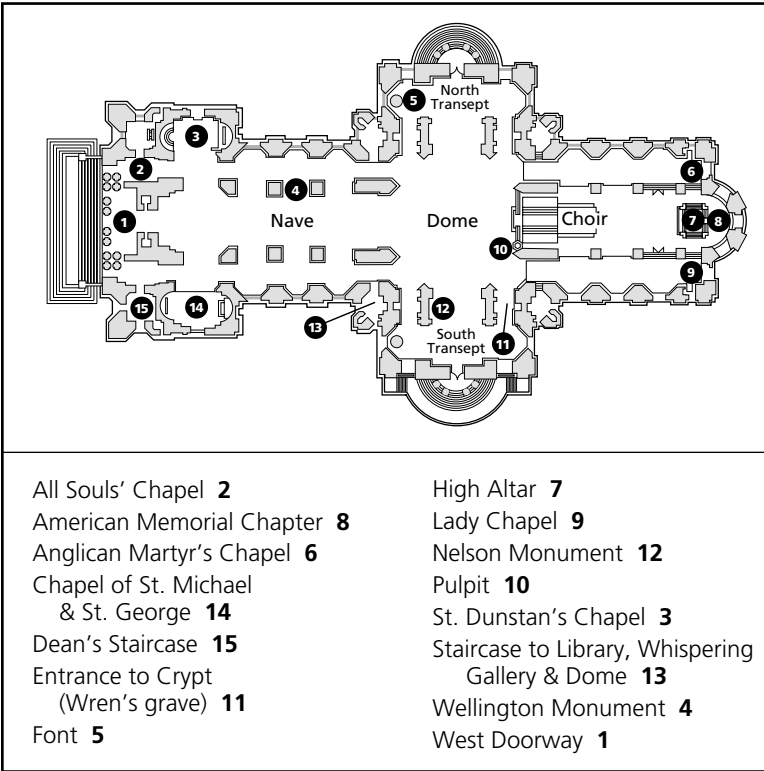 North
Transept
5
3
2
6
4
1
Nave
Dome
Choir
7
8
10
9
15
14
12
13
11
South
Transept
All Souls' Chapel 2
American Memorial Chapter 8
Anglican Martyr's Chapel 6
Chapel of St. Michael
& St. George 14
Dean's Staircase 15
Entrance to Crypt
(Wren's grave) 11
Font 5
High Altar 7
Lady Chapel 9
Nelson Monument 12
Pulpit 10
St. Dunstan's Chapel 3
Staircase to Library, Whispering
Gallery & Dome 13
Wellington Monument 4
West Doorway 1